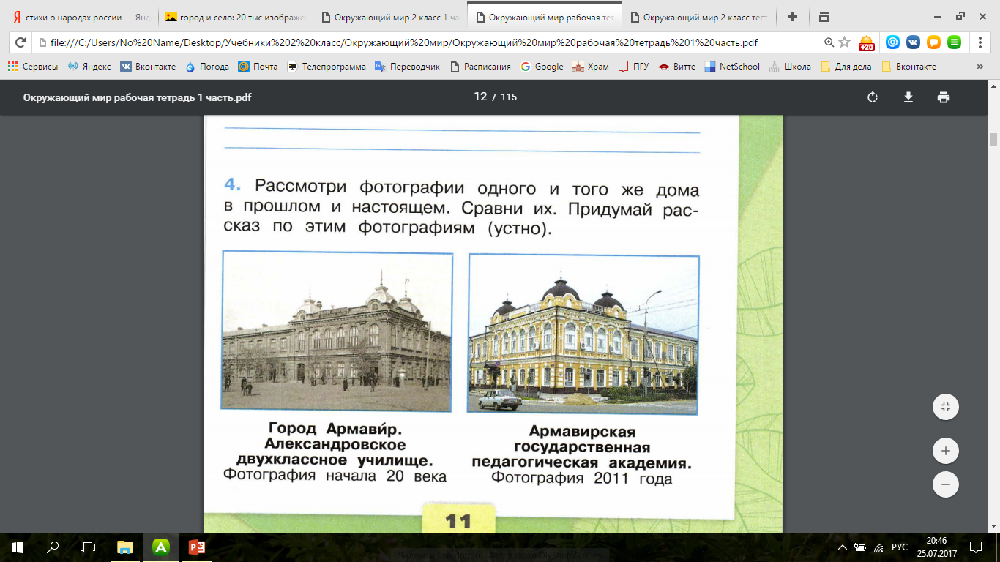 стихи о народах россии — Янд
город и село: 20 тыс изображе
Окружающий мир 2 класс 1 ча
Окружающий мир рабочая тет
Окружающий мир 2 класс тест
file:///C:/Users/No%20Name/Desktop/Учебники%202%20класс/Окружающий%20мир/Окружающий%20мир%20рабочая%20тетрадь%201%20часть.pdf
+20
Сервисы Яндекс Вконтакте Погода Почта Телепрограмма Переводчик Расписания Google Храм ПГУ Витте NetSchool Школа Для дела Вконтакте »
Окружающий мир рабочая тетрадь 1 часть.pdf
12 / 115
4. Рассмотри фотографии одного и того же дома
в прошлом и настоящем. Сравни их. Придумай рас-
сказ по этим фотографиям (устно).
Город Армави́р.
Александровское
двухклассное училище.
Фотография начала 20 века
Армавирская
государственная
педагогическая академия.
Фотография 2011 года
11
РУС
20:46
25.07.2017